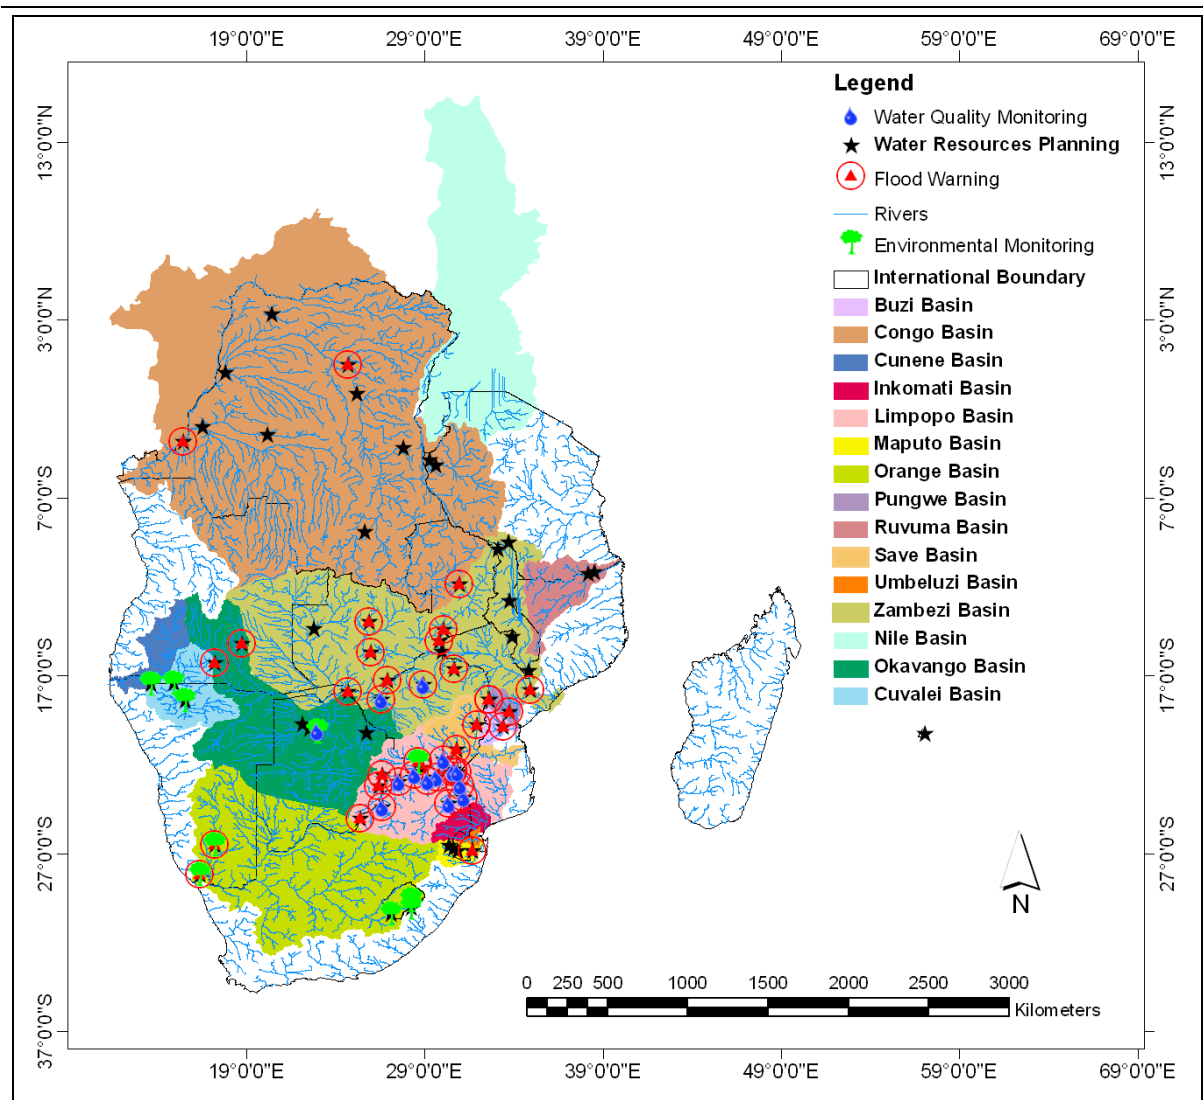 19°0'0"E 29°0'0"E 39°0'0"E 59°0'0"E 69°0'0"E
Legend
Water Quality Monitoring
Water Resources Planning
Flood Warning
Rivers
Environmental Monitoring
International Boundary
Buzi Basin
Congo Basin
Cunene Basin
Inkomati Basin
Limpopo Basin
Maputo Basin
Orange Basin
Pungwe Basin
Ruvuma Basin
Save Basin
Umbeluzi Basin
Zambezi Basin
Nile Basin
Okavango Basin
Cuvalei Basin
13°0'0"N
3°0'0"N
7°0'0"S
17°0'0"S
27°0'0"S
37°0'0"S
13°0'0"N
3°0'0"N
7°0'0"S
17°0'0"S
27°0'0"S
N
0 250 500 1000 1500 2000 2500 3000
Kilometers
19°0'0"E 29°0'0"E 39°0'0"E 49°0'0"E 59°0'0"E 69°0'0"E